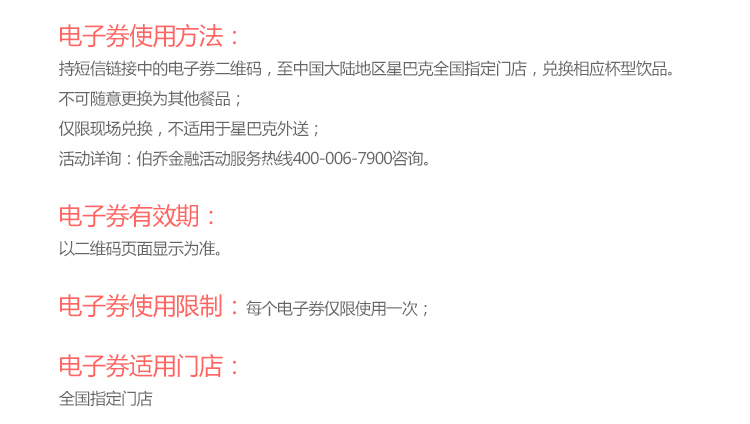 电子券使用方法：
持短信链接中的电子券二维码，至中国大陆地区星巴克全国指定门店，兑换相应杯型饮品。
不可随意更换为其他餐品；
仅限现场兑换，不适用于星巴克外送；
活动详询：伯乔金融活动服务热线400-006-7900咨询。
电子券有效期：
以二维码页面显示为准。
电子券使用限制：每个电子券仅限使用一次；
电子券适用门店：
全国指定门店